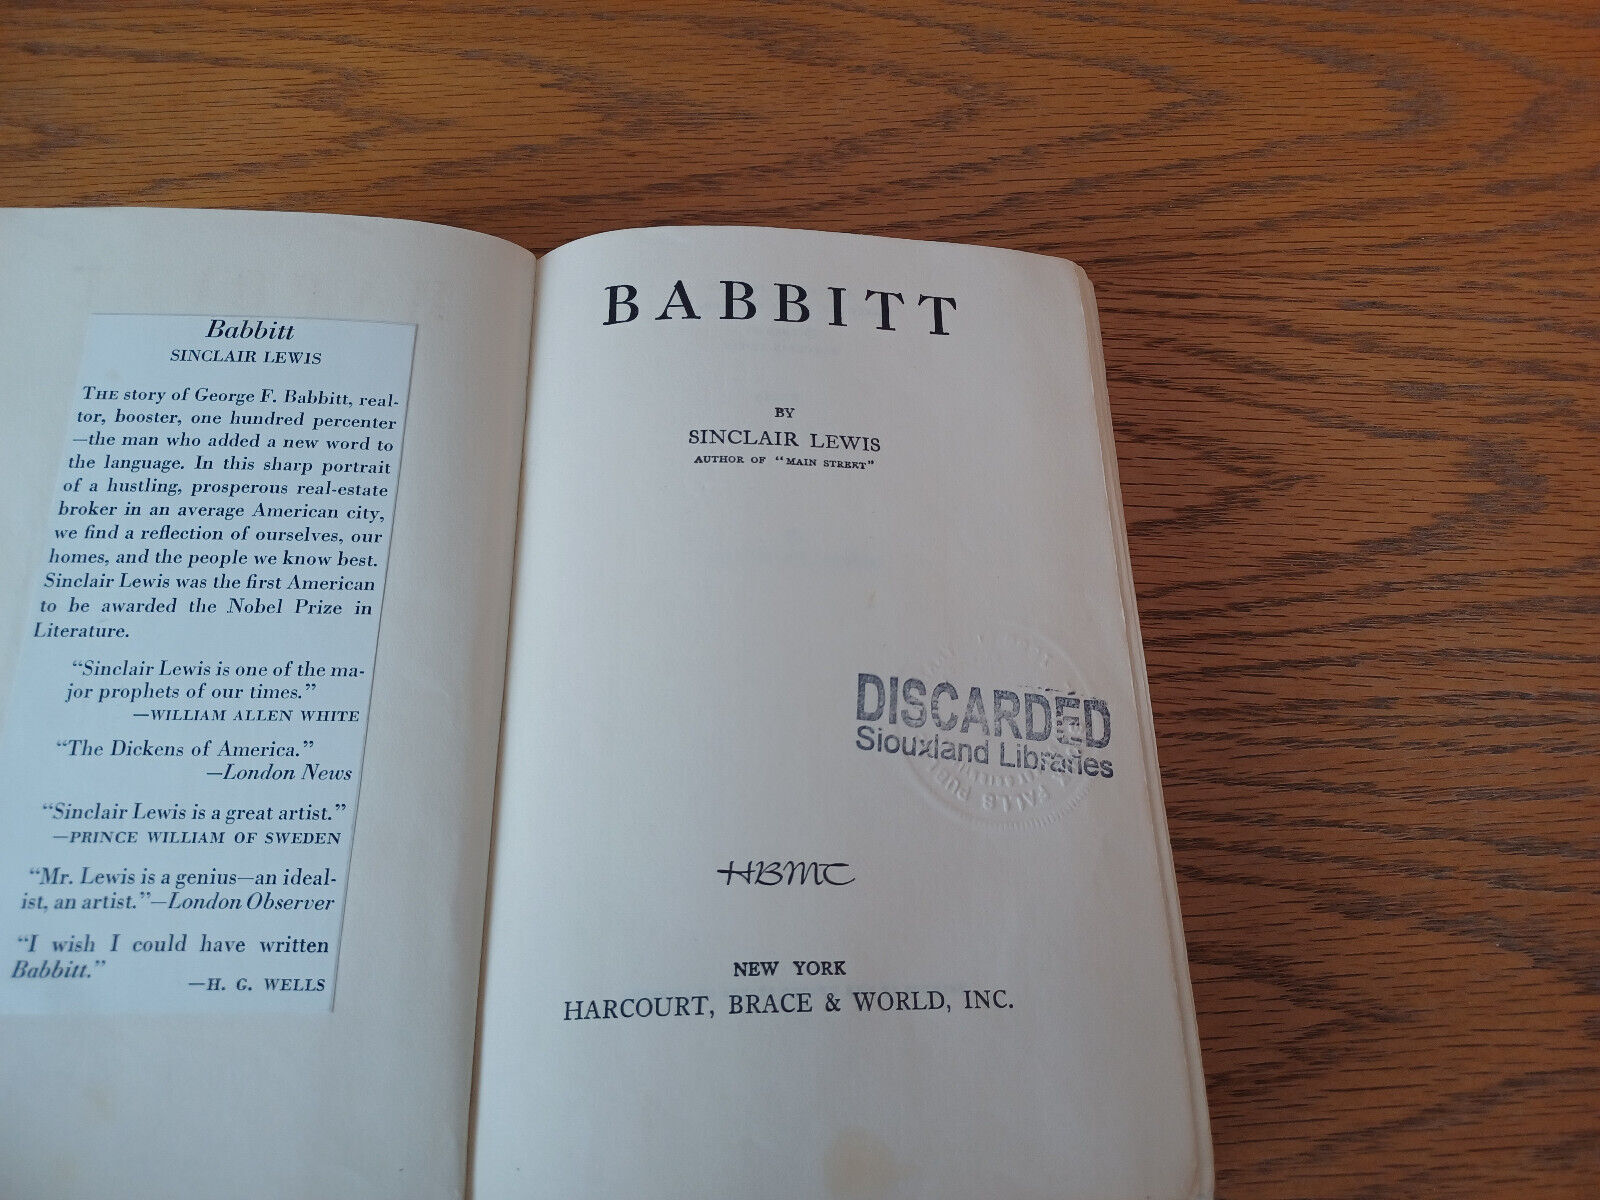 Babbitt
SINCLAIR LEWIS
THE story of George F. Babbitt, real-
tor, booster, one hundred percenter
—the man who added a new word to
the language. In this sharp portrait
of a hustling, prosperous real-estate
broker in an average American city,
we find a reflection of ourselves, our
homes, and the people we know best.
Sinclair Lewis was the first American
to be awarded the Nobel Prize in
Literature.
"Sinclair Lewis is one of the ma-
jor prophets of our times."
—WILLIAM ALLEN WHITE
"The Dickens of America."
—London News
"Sinclair Lewis is a great artist."
—PRINCE WILLIAM OF SWEDEN
"Mr. Lewis is a genius—an ideal-
ist, an artist."—London Observer
"I wish I could have written
Babbitt."
—H. G. WELLS
BABBITT
BY
SINCLAIR LEWIS
AUTHOR OF "MAIN STREET"
DISCARDED
Siouxland Libraries
FALLS
HBMC
NEW YORK
HARCOURT, BRACE & WORLD, INC.